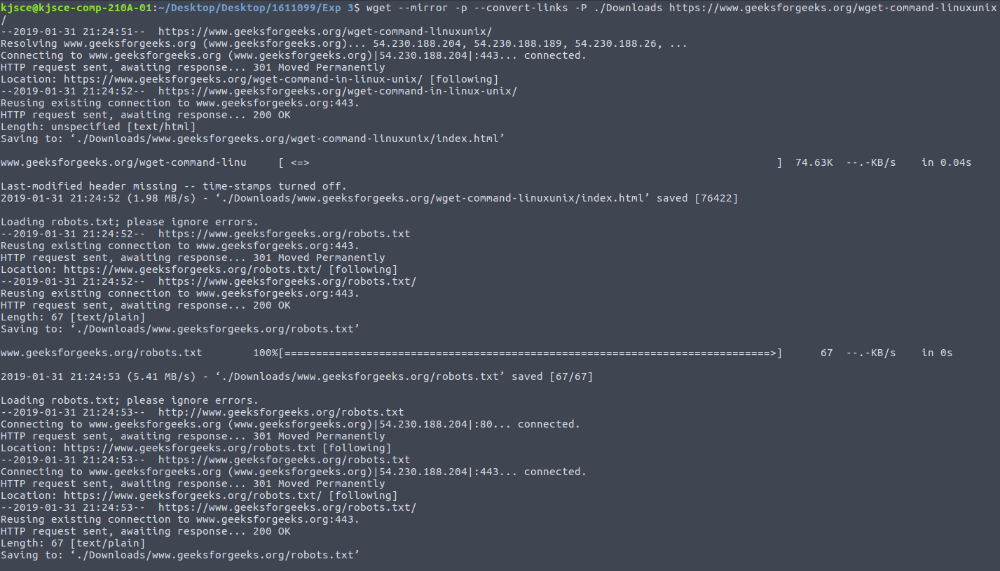 kjsce@kjsce-comp-210A-01:~/Desktop/Desktop/1611099/Exp 3$ wget --mirror -p --convert-links -P ./Downloads https://www.geeksforgeeks.org/wget-command-linuxunix
/
--2019-01-31 21:24:51--  https://www.geeksforgeeks.org/wget-command-linuxunix/
Resolving www.geeksforgeeks.org (www.geeksforgeeks.org)... 54.230.188.204, 54.230.188.189, 54.230.188.26, ...
Connecting to www.geeksforgeeks.org (www.geeksforgeeks.org)|54.230.188.204|:443... connected.
HTTP request sent, awaiting response... 301 Moved Permanently
Location: https://www.geeksforgeeks.org/wget-command-in-linux-unix/ [following]
--2019-01-31 21:24:52--  https://www.geeksforgeeks.org/wget-command-in-linux-unix/
Reusing existing connection to www.geeksforgeeks.org:443.
HTTP request sent, awaiting response... 200 OK
Length: unspecified [text/html]
Saving to: ‘./Downloads/www.geeksforgeeks.org/wget-command-linuxunix/index.html’

www.geeksforgeeks.org/wget-command-linu     [ <=>                                                                          ]  74.63K  --.-KB/s    in 0.04s

Last-modified header missing -- time-stamps turned off.
2019-01-31 21:24:52 (1.98 MB/s) - ‘./Downloads/www.geeksforgeeks.org/wget-command-linuxunix/index.html’ saved [76422]

Loading robots.txt; please ignore errors.
--2019-01-31 21:24:52--  https://www.geeksforgeeks.org/robots.txt
Reusing existing connection to www.geeksforgeeks.org:443.
HTTP request sent, awaiting response... 301 Moved Permanently
Location: https://www.geeksforgeeks.org/robots.txt/ [following]
--2019-01-31 21:24:52--  https://www.geeksforgeeks.org/robots.txt/
Reusing existing connection to www.geeksforgeeks.org:443.
HTTP request sent, awaiting response... 200 OK
Length: 67 [text/plain]
Saving to: ‘./Downloads/www.geeksforgeeks.org/robots.txt’

www.geeksforgeeks.org/robots.txt        100%[=============================================================================>]      67  --.-KB/s    in 0s

2019-01-31 21:24:53 (5.41 MB/s) - ‘./Downloads/www.geeksforgeeks.org/robots.txt’ saved [67/67]

Loading robots.txt; please ignore errors.
--2019-01-31 21:24:53--  http://www.geeksforgeeks.org/robots.txt
Connecting to www.geeksforgeeks.org (www.geeksforgeeks.org)|54.230.188.204|:80... connected.
HTTP request sent, awaiting response... 301 Moved Permanently
Location: https://www.geeksforgeeks.org/robots.txt [following]
--2019-01-31 21:24:53--  https://www.geeksforgeeks.org/robots.txt
Connecting to www.geeksforgeeks.org (www.geeksforgeeks.org)|54.230.188.204|:443... connected.
HTTP request sent, awaiting response... 301 Moved Permanently
Location: https://www.geeksforgeeks.org/robots.txt/ [following]
--2019-01-31 21:24:53--  https://www.geeksforgeeks.org/robots.txt/
Reusing existing connection to www.geeksforgeeks.org:443.
HTTP request sent, awaiting response... 200 OK
Length: 67 [text/plain]
Saving to: ‘./Downloads/www.geeksforgeeks.org/robots.txt’